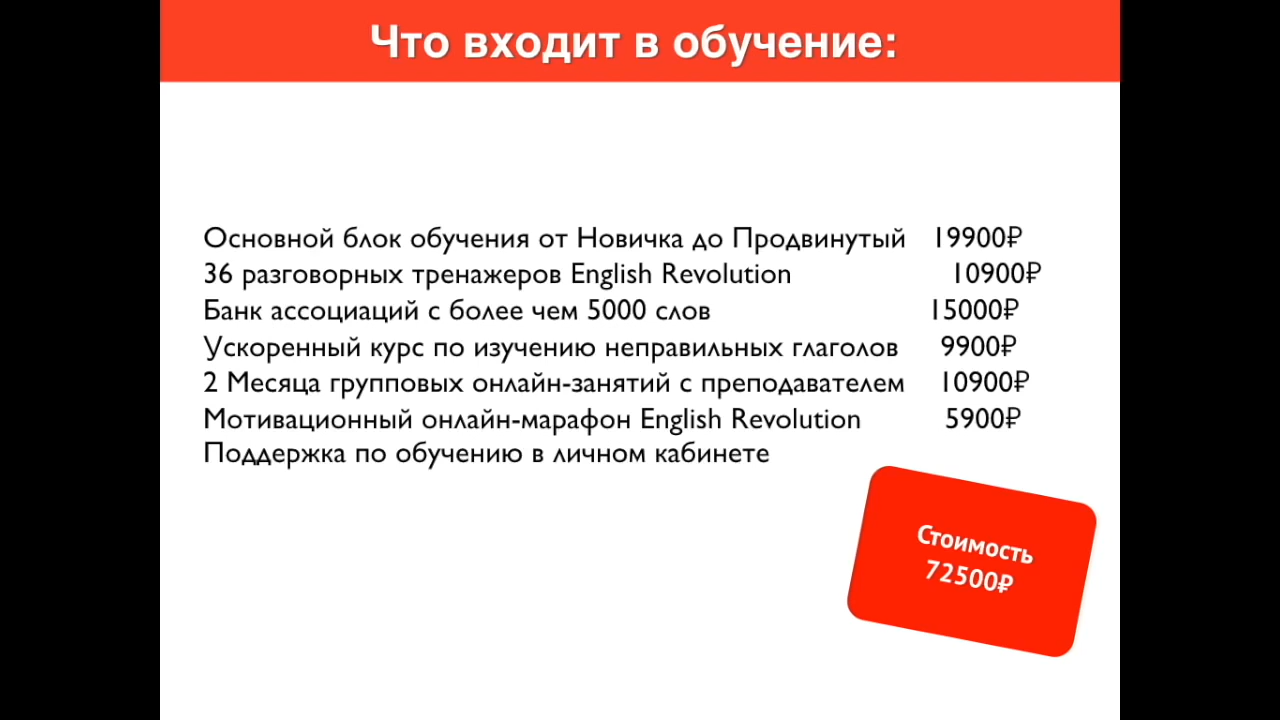 Что входит в обучение:
Основной блок обучения от Новичка до Продвинутый 19900₽
36 разговорных тренажеров English Revolution 10900₽
Банк ассоциаций с более чем 5000 слов 15000₽
Ускоренный курс по изучению неправильных глаголов 9900₽
2 Месяца групповых онлайн-занятий с преподавателем 10900₽
Мотивационный онлайн-марафон English Revolution 5900₽
Поддержка по обучению в личном кабинете
Стоимость
72500₽